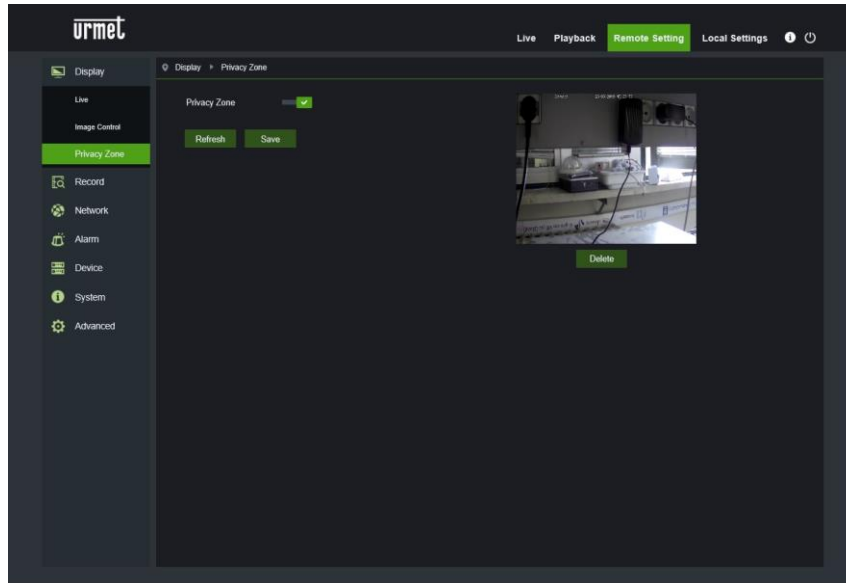 urmet
Live Playback Remote Setting Local Settings
Display
Display Privacy Zone
Live
Image Control
Privacy Zone
Record
Network
Alarm
Device
System
Advanced
Privacy Zone
Refresh Save
Delete